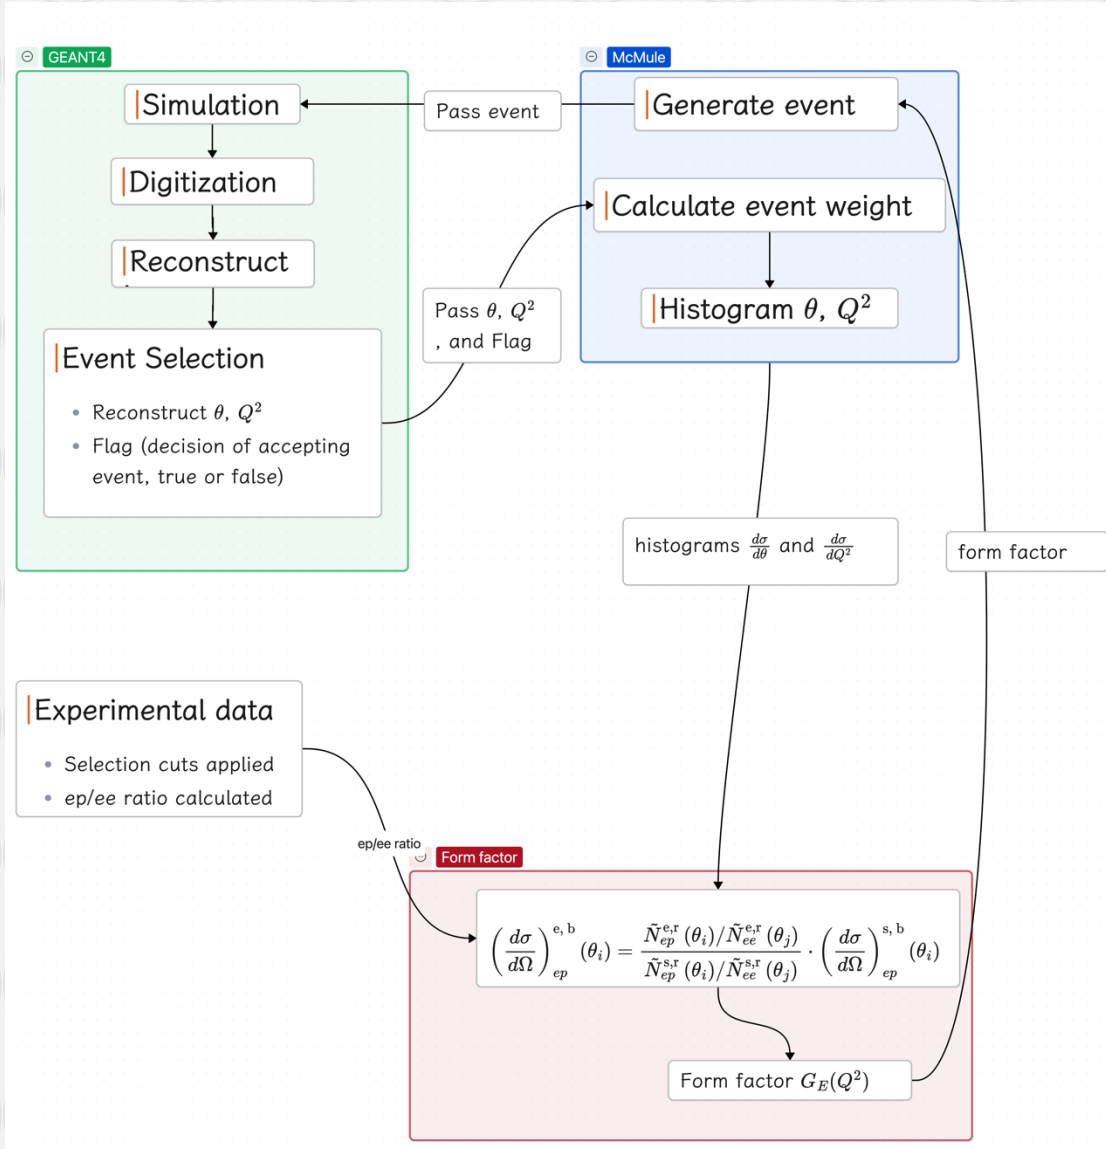 GEANT4
McMule
Simulation
Pass event
Generate event
Digitization
Calculate event weight
Reconstruct
Pass θ, Q²
, and Flag
Histogram θ, Q²
Event Selection
• Reconstruct θ, Q²
• Flag (decision of accepting
event, true or false)
histograms dσ/dθ and dσ/dQ²
form factor
Experimental data
• Selection cuts applied
• ep/ee ratio calculated
ep/ee ratio
Form factor
(dσ/dΩ)^{e, b}_{ep} (θ_i) = Ñ^{e,r}_{ep} (θ_i)/Ñ^{e,r}_{ee} (θ_j) / Ñ^{s,r}_{ep} (θ_i)/Ñ^{s,r}_{ee} (θ_j) · (dσ/dΩ)^{s, b}_{ep} (θ_i)
Form factor G_E(Q²)